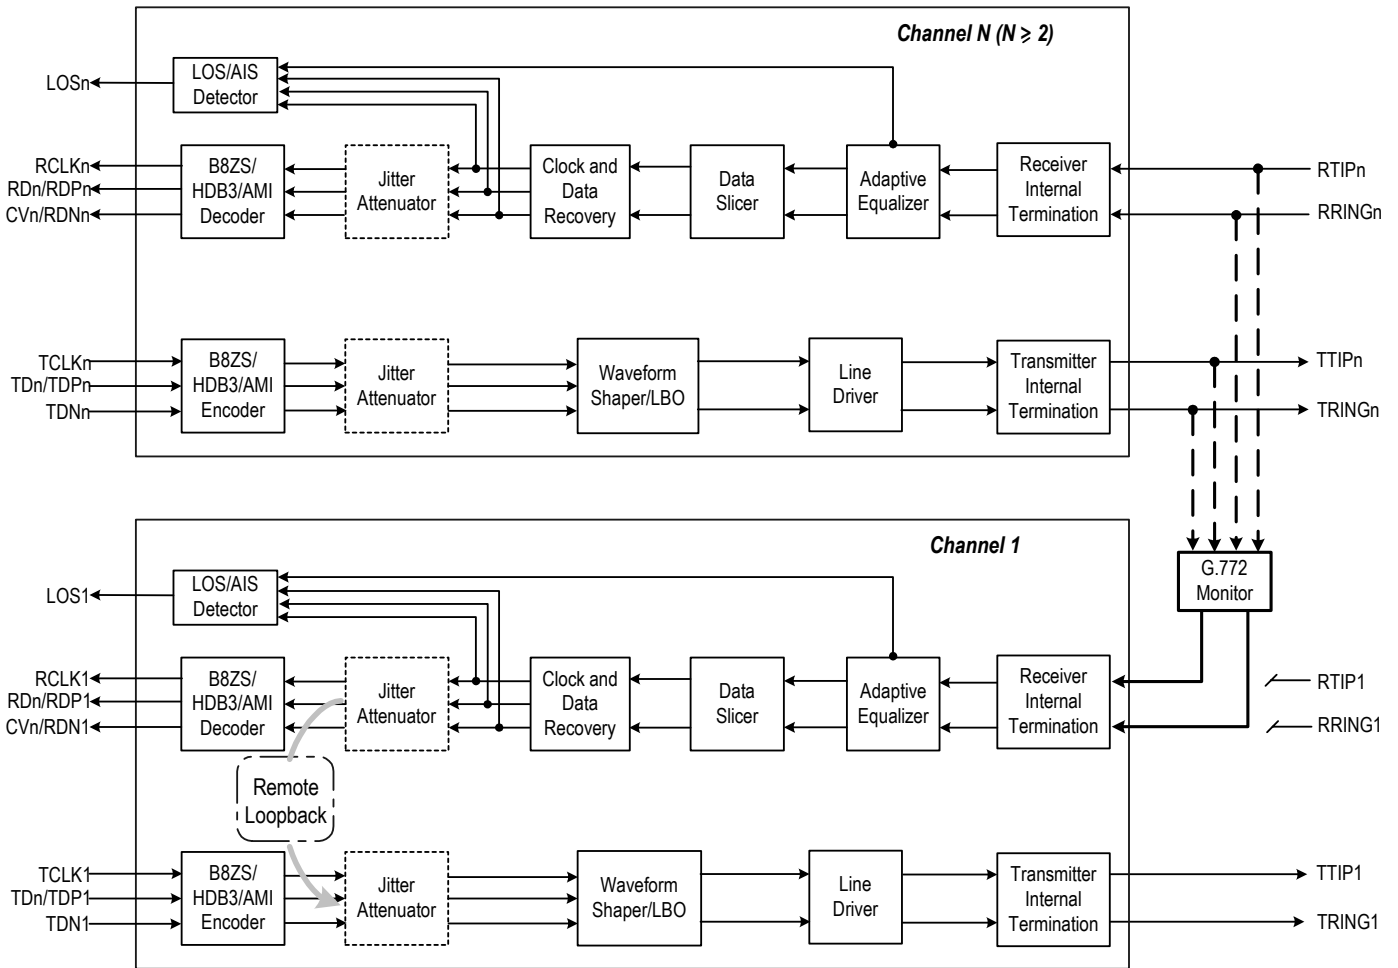 Channel N (N ⩾ 2)
LOSn
LOS/AIS
Detector
RCLKn
RDn/RDPn
CVn/RDNn
B8ZS/
HDB3/AMI
Decoder
Jitter
Attenuator
Clock and
Data
Recovery
Data
Slicer
Adaptive
Equalizer
Receiver
Internal
Termination
RTIPn
RRINGn
TCLKn
TDn/TDPn
TDNn
B8ZS/
HDB3/AMI
Encoder
Jitter
Attenuator
Waveform
Shaper/LBO
Line
Driver
Transmitter
Internal
Termination
TTIPn
TRINGn
Channel 1
G.772
Monitor
LOS1
LOS/AIS
Detector
RCLK1
RDn/RDP1
CVn/RDN1
B8ZS/
HDB3/AMI
Decoder
Jitter
Attenuator
Clock and
Data
Recovery
Data
Slicer
Adaptive
Equalizer
Receiver
Internal
Termination
RTIP1
RRING1
Remote
Loopback
TCLK1
TDn/TDP1
TDN1
B8ZS/
HDB3/AMI
Encoder
Jitter
Attenuator
Waveform
Shaper/LBO
Line
Driver
Transmitter
Internal
Termination
TTIP1
TRING1